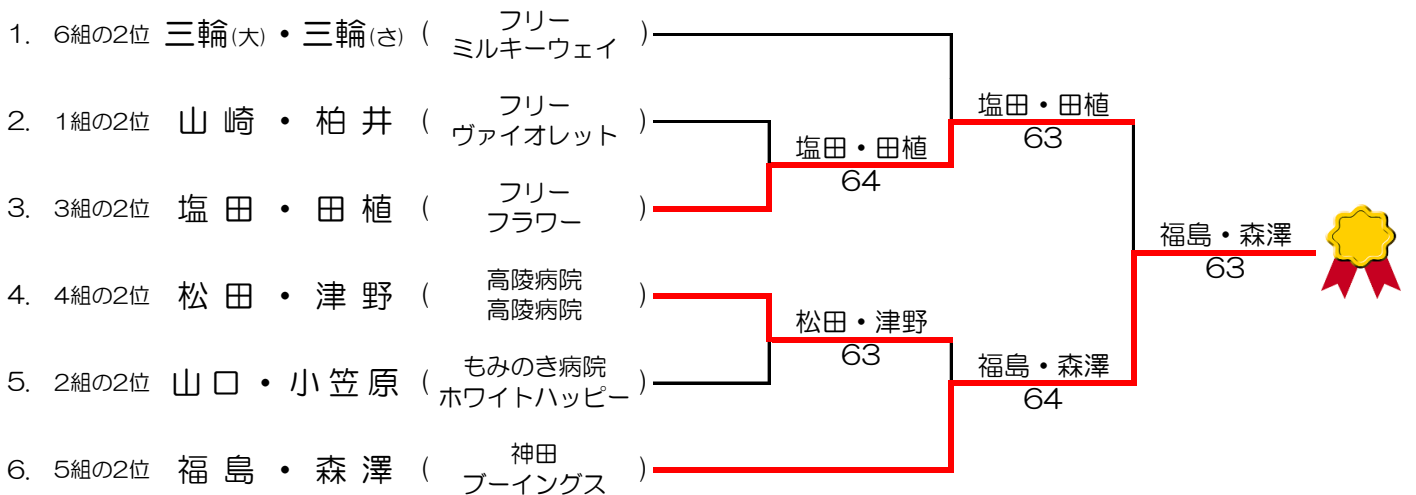 1. 6組の2位 三輪(大)・三輪(さ) ( フリー
ミルキーウェイ )
2. 1組の2位 山崎・柏井 ( フリー
ヴァイオレット )
3. 3組の2位 塩田・田植 ( フリー
フラワー )
4. 4組の2位 松田・津野 ( 高陵病院
高陵病院 )
5. 2組の2位 山口・小笠原 ( もみのき病院
ホワイトハッピー )
6. 5組の2位 福島・森澤 ( 神田
ブーイングス )
塩田・田植
64
松田・津野
63
塩田・田植
63
福島・森澤
64
福島・森澤
63